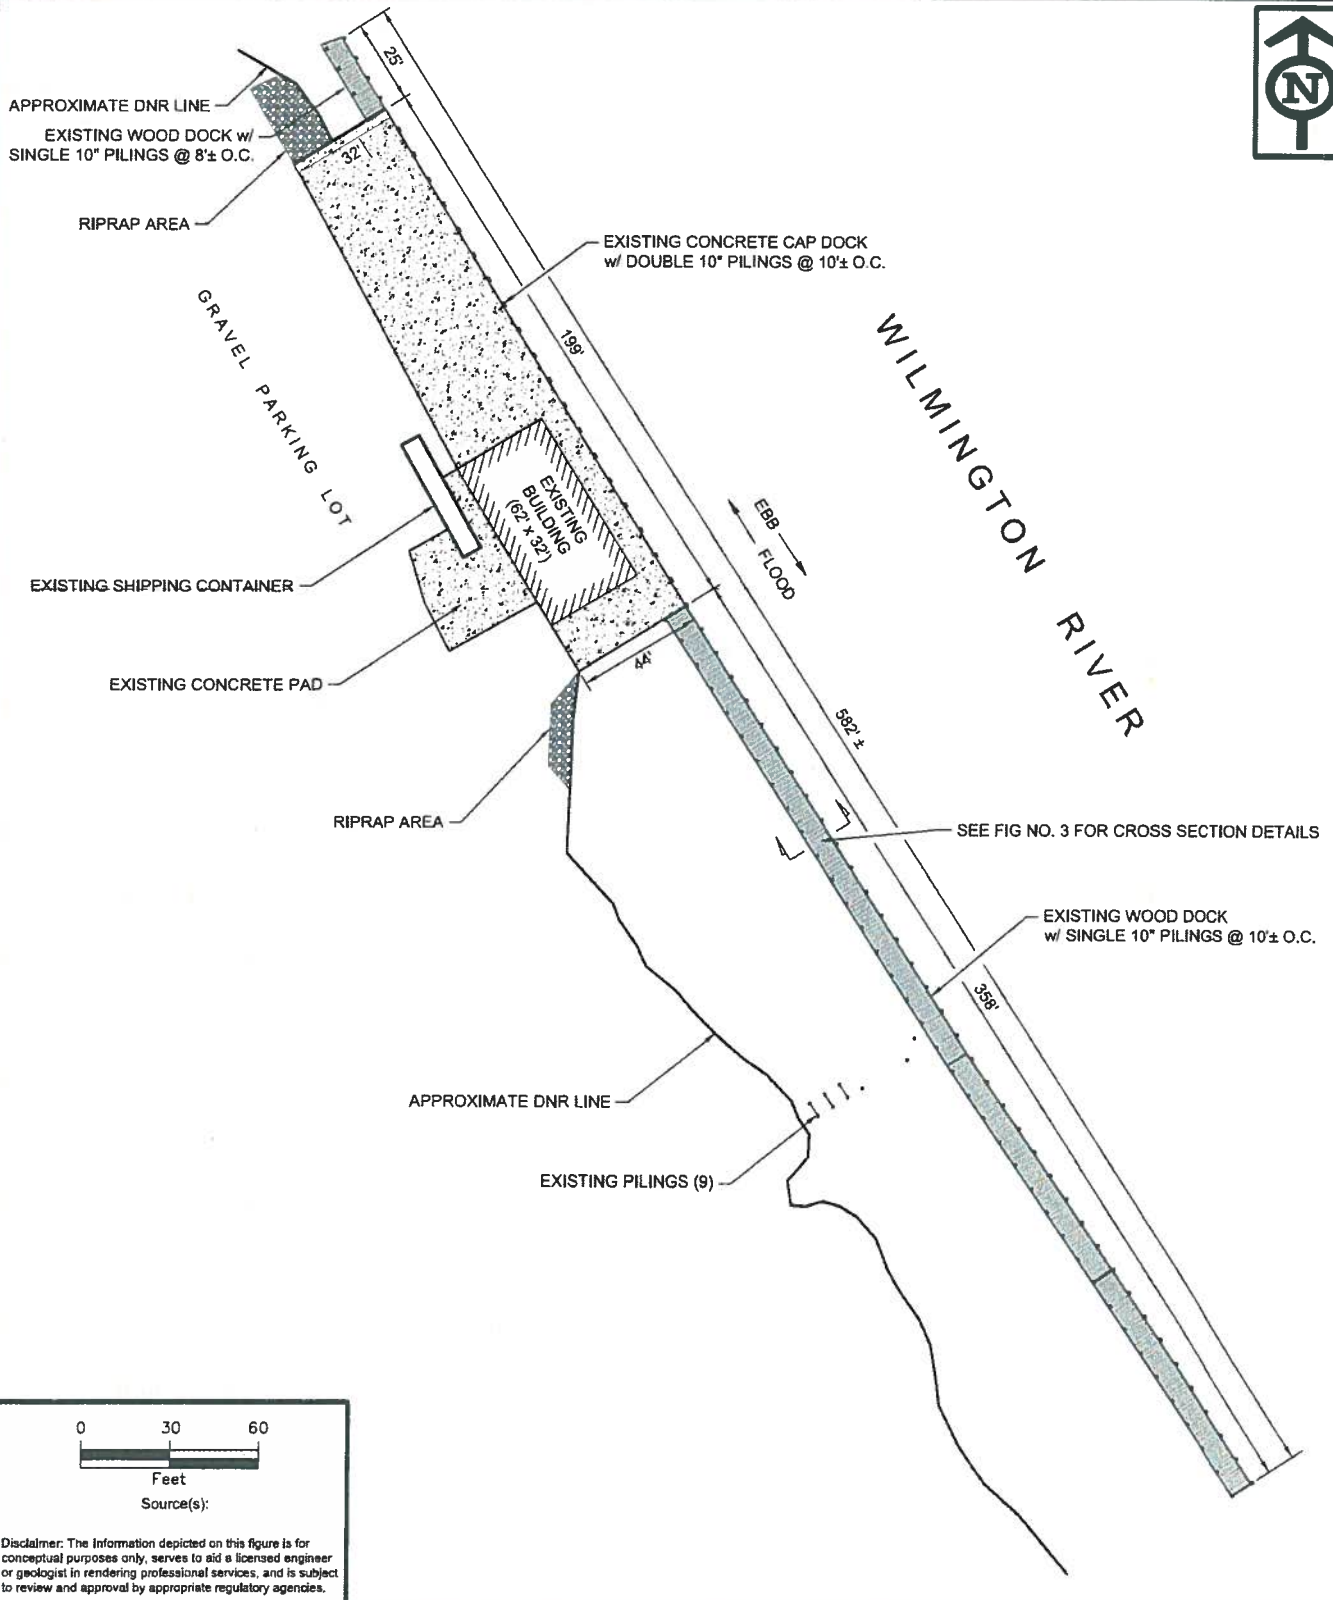 25'
N
APPROXIMATE DNR LINE
EXISTING WOOD DOCK w/
SINGLE 10" PILINGS @ 8'± O.C.
32'
RIPRAP AREA
EXISTING CONCRETE CAP DOCK
w/ DOUBLE 10" PILINGS @ 10'± O.C.
GRAVEL PARKING LOT
199'
WILMINGTON RIVER
EXISTING
BUILDING
(62' x 32')
EBB
FLOOD
EXISTING SHIPPING CONTAINER
44'
EXISTING CONCRETE PAD
582' ±
RIPRAP AREA
SEE FIG NO. 3 FOR CROSS SECTION DETAILS
EXISTING WOOD DOCK
w/ SINGLE 10" PILINGS @ 10'± O.C.
358'
APPROXIMATE DNR LINE
EXISTING PILINGS (9)
0 30 60
Feet
Source(s):
Disclaimer: The information depicted on this figure is for
conceptual purposes only, serves to aid a licensed engineer
or geologist in rendering professional services, and is subject
to review and approval by appropriate regulatory agencies.